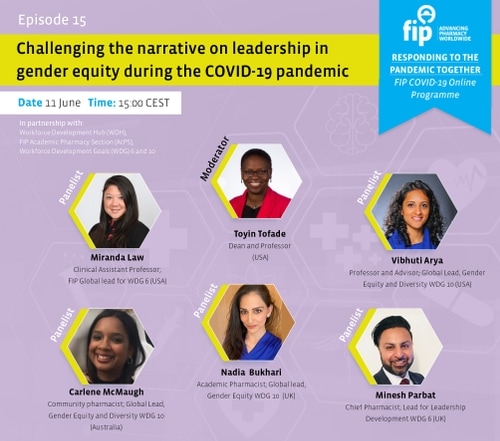 Episode 15
Challenging the narrative on leadership in
gender equity during the COVID-19 pandemic
fip
ADVANCING
PHARMACY
WORLDWIDE
RESPONDING TO THE
PANDEMIC TOGETHER
FIP COVID-19 Online
Programme
Date 11 June Time: 15:00 CEST
In partnership with:
Workforce Development Hub (WDH),
FIP Academic Pharmacy Section (AcPS),
Workforce Development Goals (WDG) 6 and 10
Moderator
Toyin Tofade
Dean and Professor
(USA)
Panelist
Miranda Law
Clinical Assistant Professor;
FIP Global lead for WDG 6 (USA)
Panelist
Vibhuti Arya
Professor and Advisor; Global Lead, Gender
Equity and Diversity WDG 10 (USA)
Panelist
Carlene McMaugh
Community pharmacist; Global Lead,
Gender Equity and Diversity WDG 10
(Australia)
Panelist
Nadia Bukhari
Academic Pharmacist; Global lead,
Gender Equity WDG 10 (UK)
Panelist
Minesh Parbat
Chief Pharmacist; Lead for Leadership
Development WDG 6 (UK)